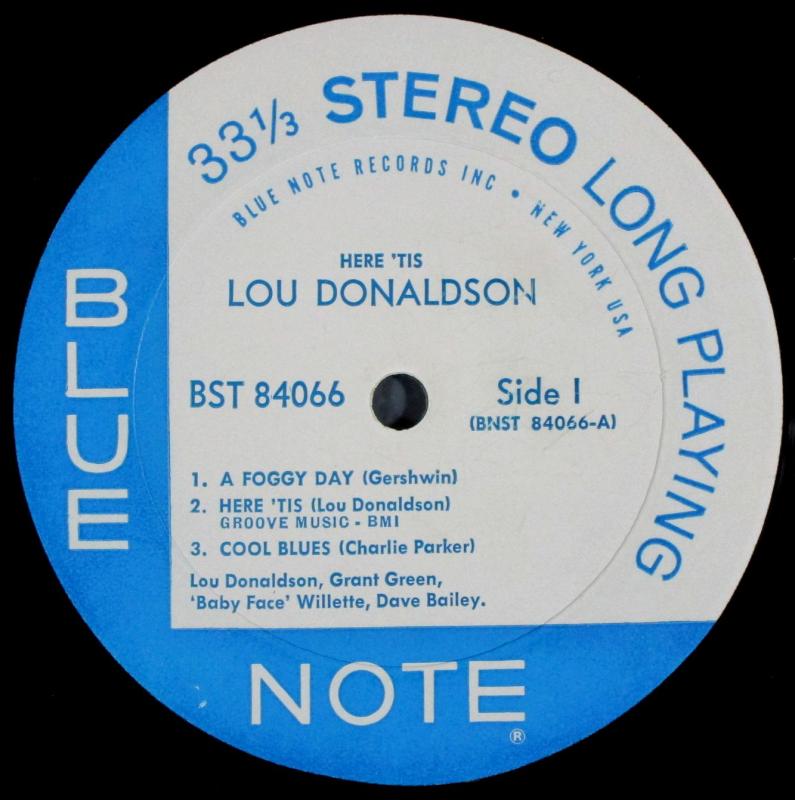 33⅓ STEREO LONG PLAYING
BLUE NOTE RECORDS INC • NEW YORK USA
HERE 'TIS
LOU DONALDSON
BST 84066
Side 1
(BNST 84066-A)
1. A FOGGY DAY (Gershwin)
2. HERE 'TIS (Lou Donaldson)
GROOVE MUSIC - BMI
3. COOL BLUES (Charlie Parker)
Lou Donaldson, Grant Green,
'Baby Face' Willette, Dave Bailey.
BLUE
NOTE
®